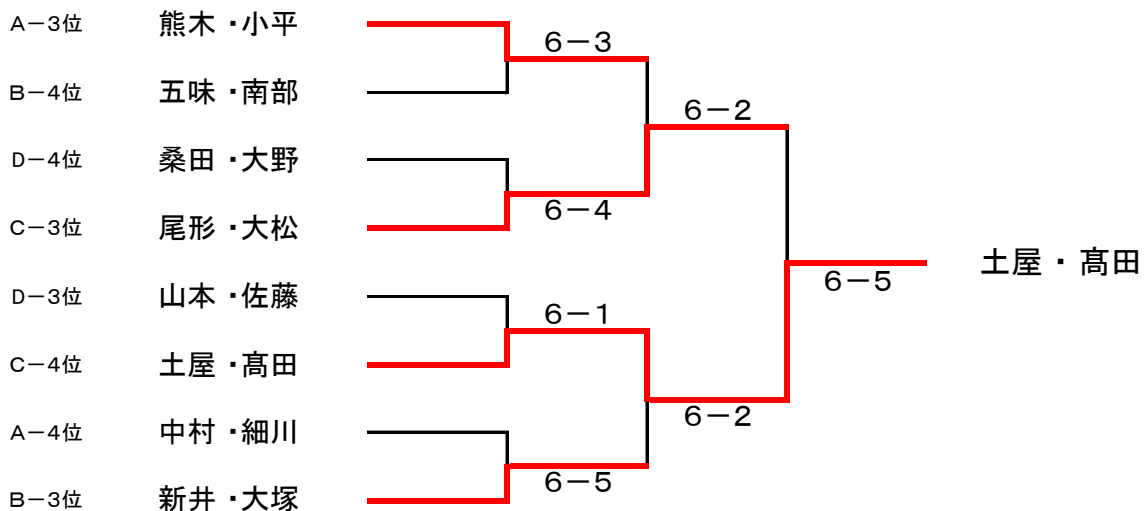 A－3位 熊木・小平
6－3
B－4位 五味・南部
6－2
D－4位 桑田・大野
6－4
C－3位 尾形・大松
土屋・髙田
6－5
D－3位 山本・佐藤
6－1
C－4位 土屋・髙田
6－2
A－4位 中村・細川
6－5
B－3位 新井・大塚